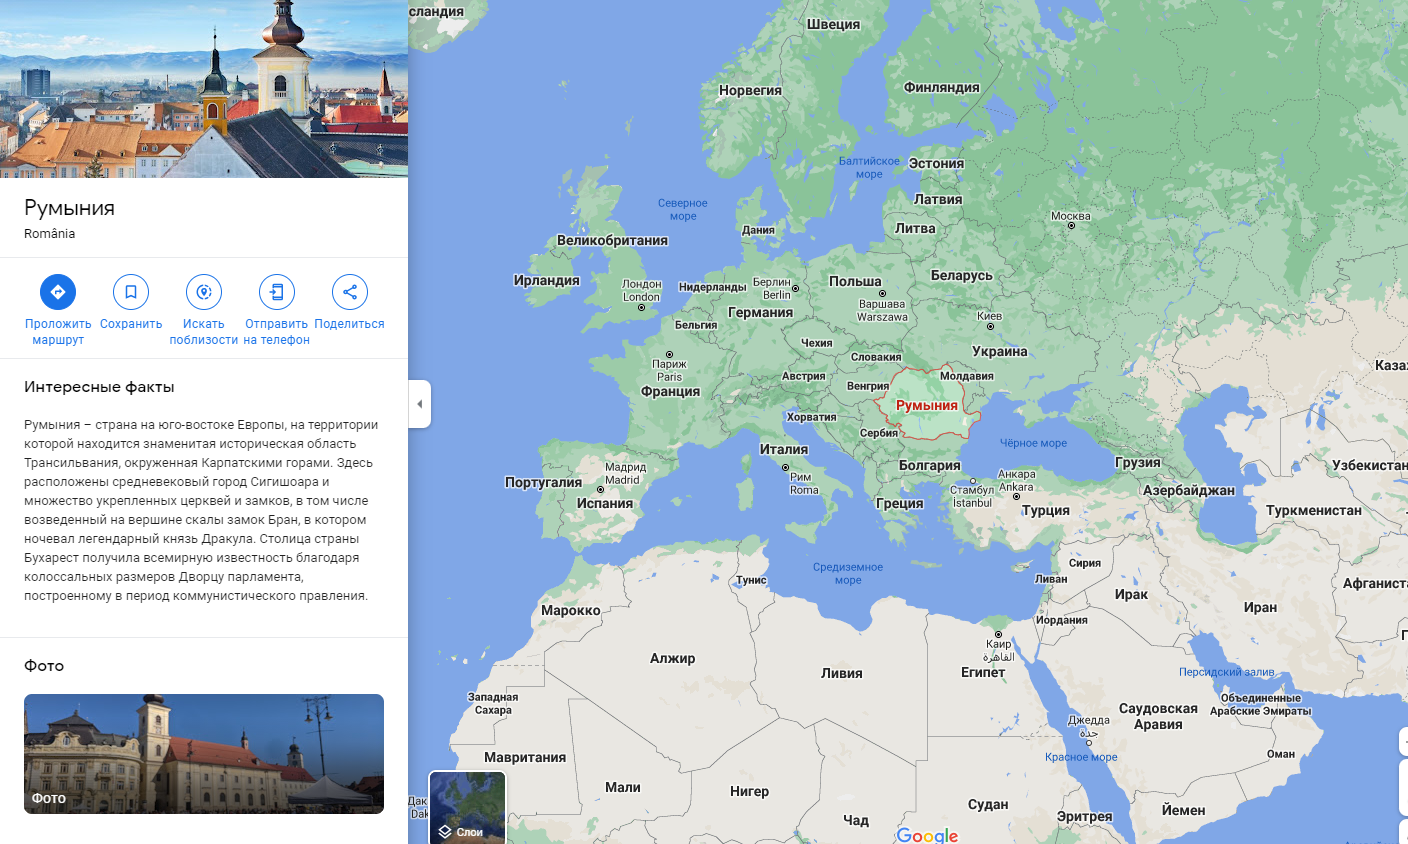 Румыния
România
Проложить
маршрут
Сохранить
Искать
поблизости
Отправить
на телефон
Поделиться
Интересные факты
Румыния – страна на юго-востоке Европы, на территории
которой находится знаменитая историческая область
Трансильвания, окруженная Карпатскими горами. Здесь
расположены средневековый город Сигишоара и
множество укрепленных церквей и замков, в том числе
возведенный на вершине скалы замок Бран, в котором
ночевал легендарный князь Дракула. Столица страны
Бухарест получила всемирную известность благодаря
колоссальных размеров Дворцу парламента,
построенному в период коммунистического правления.
Фото
Фото
сландия
Швеция
Норвегия
Финляндия
Балтийское
море
Эстония
Северное
море
Латвия
Москва
Дания
Литва
Великобритания
Ирландия
Лондон
London
Нидерланды
Берлин
Berlin
Польша
Беларусь
Варшава
Warszawa
Германия
Бельгия
Киев
Чехия
Украина
Словакия
Париж
Paris
Франция
Австрия
Венгрия
Молдавия
Казах
Румыния
Хорватия
Сербия
Чёрное море
Италия
Болгария
Грузия
Узбекистан
Мадрид
Madrid
Португалия
Испания
Рим
Roma
Стамбул
İstanbul
Анкара
Ankara
Азербайджан
Греция
Турция
Туркменистан
Средиземное
море
Тунис
Сирия
Ливан
Афганиста
Ирак
Иран
Марокко
Иордания
Каир
القاهرة
Алжир
Ливия
Египет
Персидский залив
Западная
Сахара
Объединенные
Арабские Эмираты
Саудовская
Аравия
Джедда
جدة
Красное море
Оман
Мавритания
Мали
Нигер
Чад
Судан
Эритрея
Йемен
Дак
Dak
Слои
Google